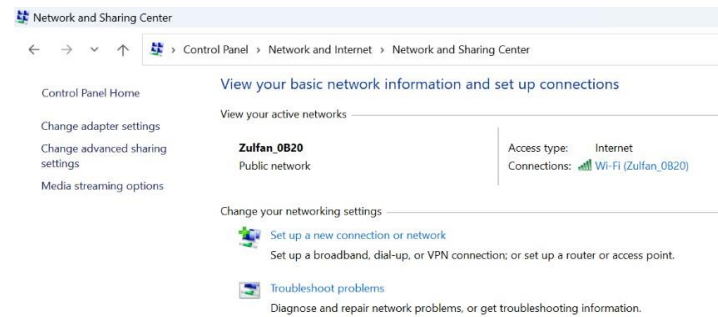 Network and Sharing Center
Control Panel > Network and Internet > Network and Sharing Center
Control Panel Home
Change adapter settings
Change advanced sharing
settings
Media streaming options
View your basic network information and set up connections
View your active networks
Zulfan_0B20
Public network
Access type: Internet
Connections: Wi-Fi (Zulfan_0B20)
Change your networking settings
Set up a new connection or network
Set up a broadband, dial-up, or VPN connection; or set up a router or access point.
Troubleshoot problems
Diagnose and repair network problems, or get troubleshooting information.